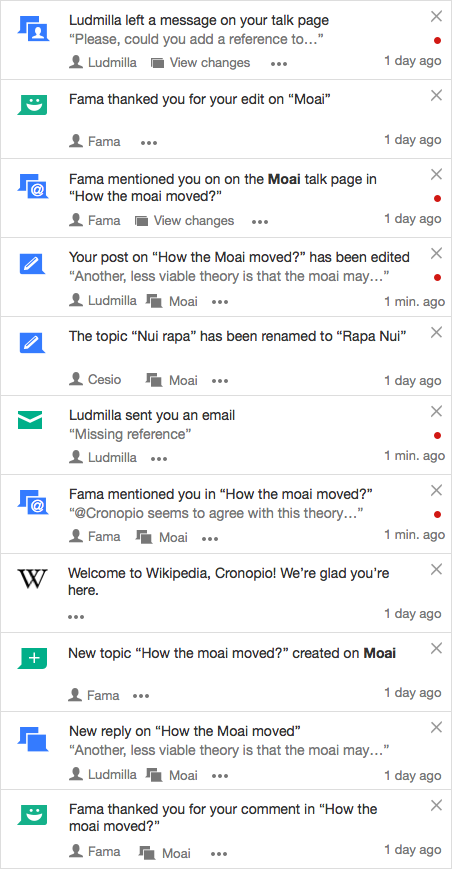 Ludmilla left a message on your talk page
“Please, could you add a reference to…”
Ludmilla View changes ••• 1 day ago
Fama thanked you for your edit on “Moai”
Fama ••• 1 day ago
Fama mentioned you on on the Moai talk page in
“How the moai moved?”
Fama View changes ••• 1 day ago
Your post on “How the Moai moved?” has been edited
“Another, less viable theory is that the moai may…”
Ludmilla Moai ••• 1 min. ago
The topic “Nui rapa” has been renamed to “Rapa Nui”
Cesio Moai ••• 1 day ago
Ludmilla sent you an email
“Missing reference”
Ludmilla ••• 1 min. ago
Fama mentioned you in “How the moai moved?”
“@Cronopio seems to agree with this theory…”
Fama Moai ••• 1 min. ago
W Welcome to Wikipedia, Cronopio! We’re glad you're
here.
••• 1 day ago
New topic “How the moai moved?” created on Moai
Fama ••• 1 day ago
New reply on “How the Moai moved”
“Another, less viable theory is that the moai may…”
Ludmilla Moai ••• 1 day ago
Fama thanked you for your comment in “How the
moai moved?”
Fama Moai ••• 1 day ago